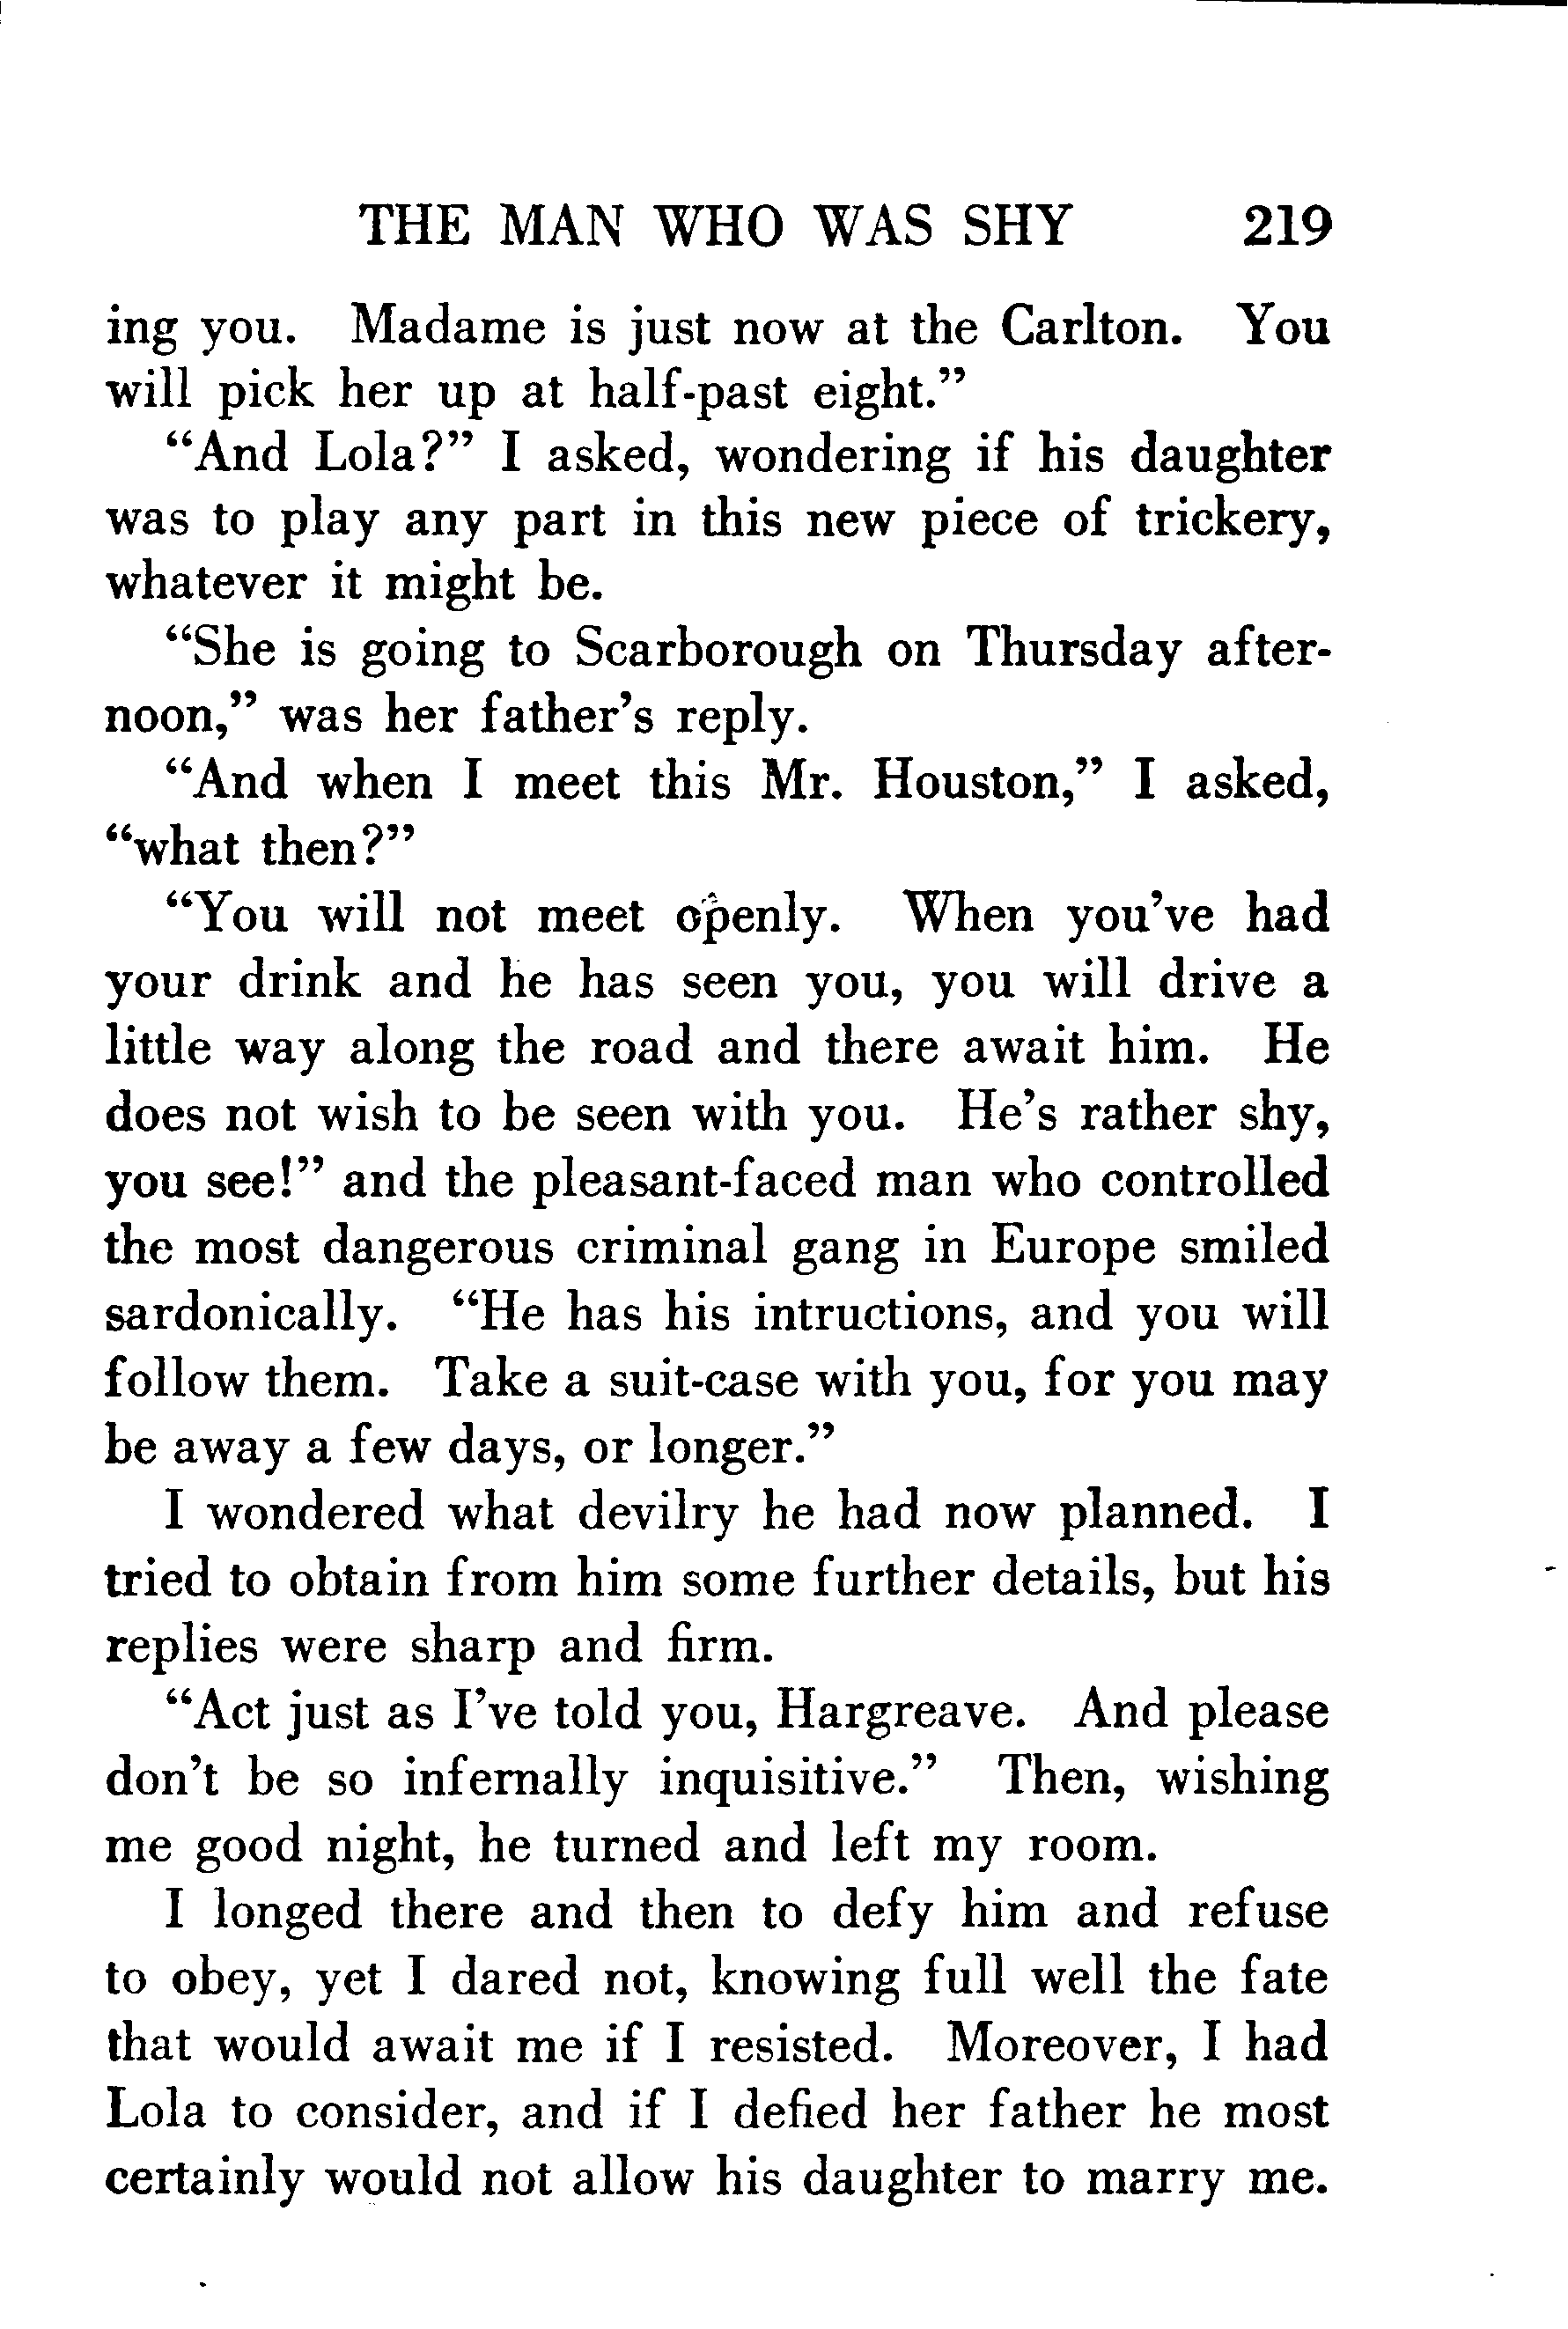 THE MAN WHO WAS SHY 219
ing you. Madame is just now at the Carlton. You
will pick her up at half-past eight.”
“And Lola?” I asked, wondering if his daughter
was to play any part in this new piece of trickery,
whatever it might be.
“She is going to Scarborough on Thursday after-
noon,” was her father’s reply.
“And when I meet this Mr. Houston,” I asked,
“what then?”
“You will not meet openly. When you’ve had
your drink and he has seen you, you will drive a
little way along the road and there await him. He
does not wish to be seen with you. He’s rather shy,
you see!” and the pleasant-faced man who controlled
the most dangerous criminal gang in Europe smiled
sardonically. “He has his intructions, and you will
follow them. Take a suit-case with you, for you may
be away a few days, or longer.”
I wondered what devilry he had now planned. I
tried to obtain from him some further details, but his
replies were sharp and firm.
“Act just as I’ve told you, Hargreave. And please
don’t be so infernally inquisitive.” Then, wishing
me good night, he turned and left my room.
I longed there and then to defy him and refuse
to obey, yet I dared not, knowing full well the fate
that would await me if I resisted. Moreover, I had
Lola to consider, and if I defied her father he most
certainly would not allow his daughter to marry me.